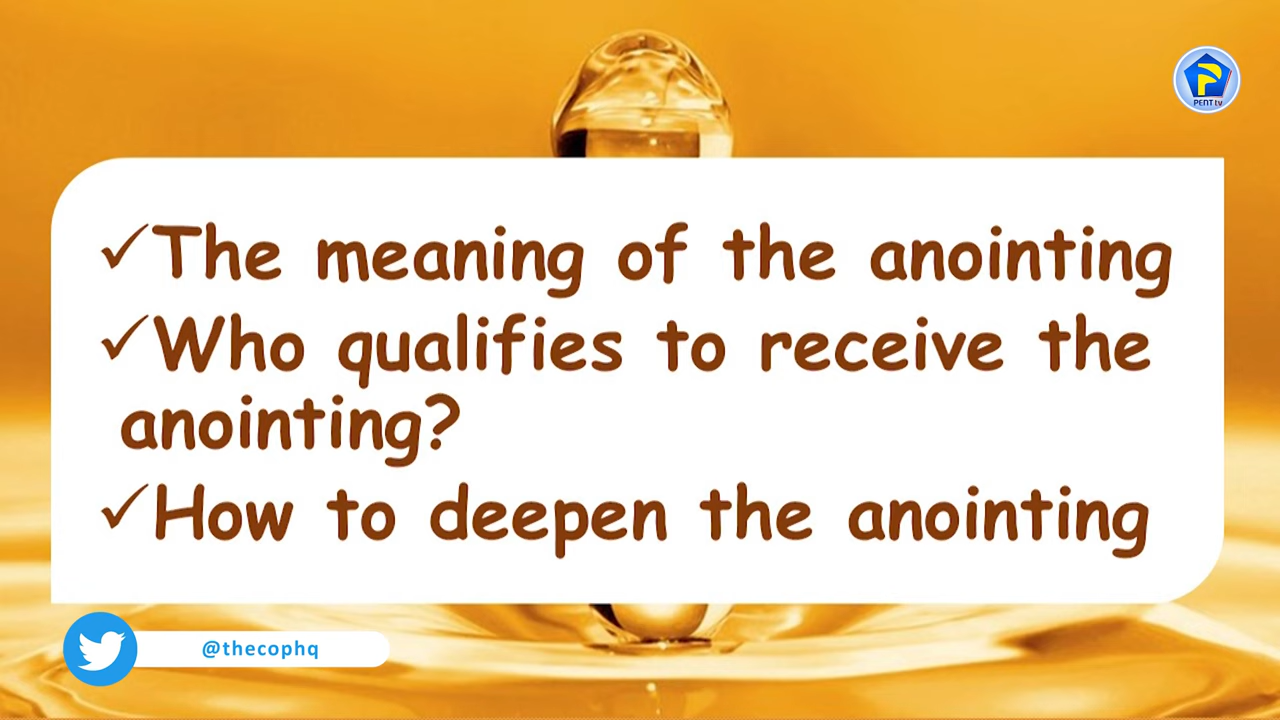 PENT tv
✓The meaning of the anointing
✓Who qualifies to receive the
anointing?
✓How to deepen the anointing
@thecophq